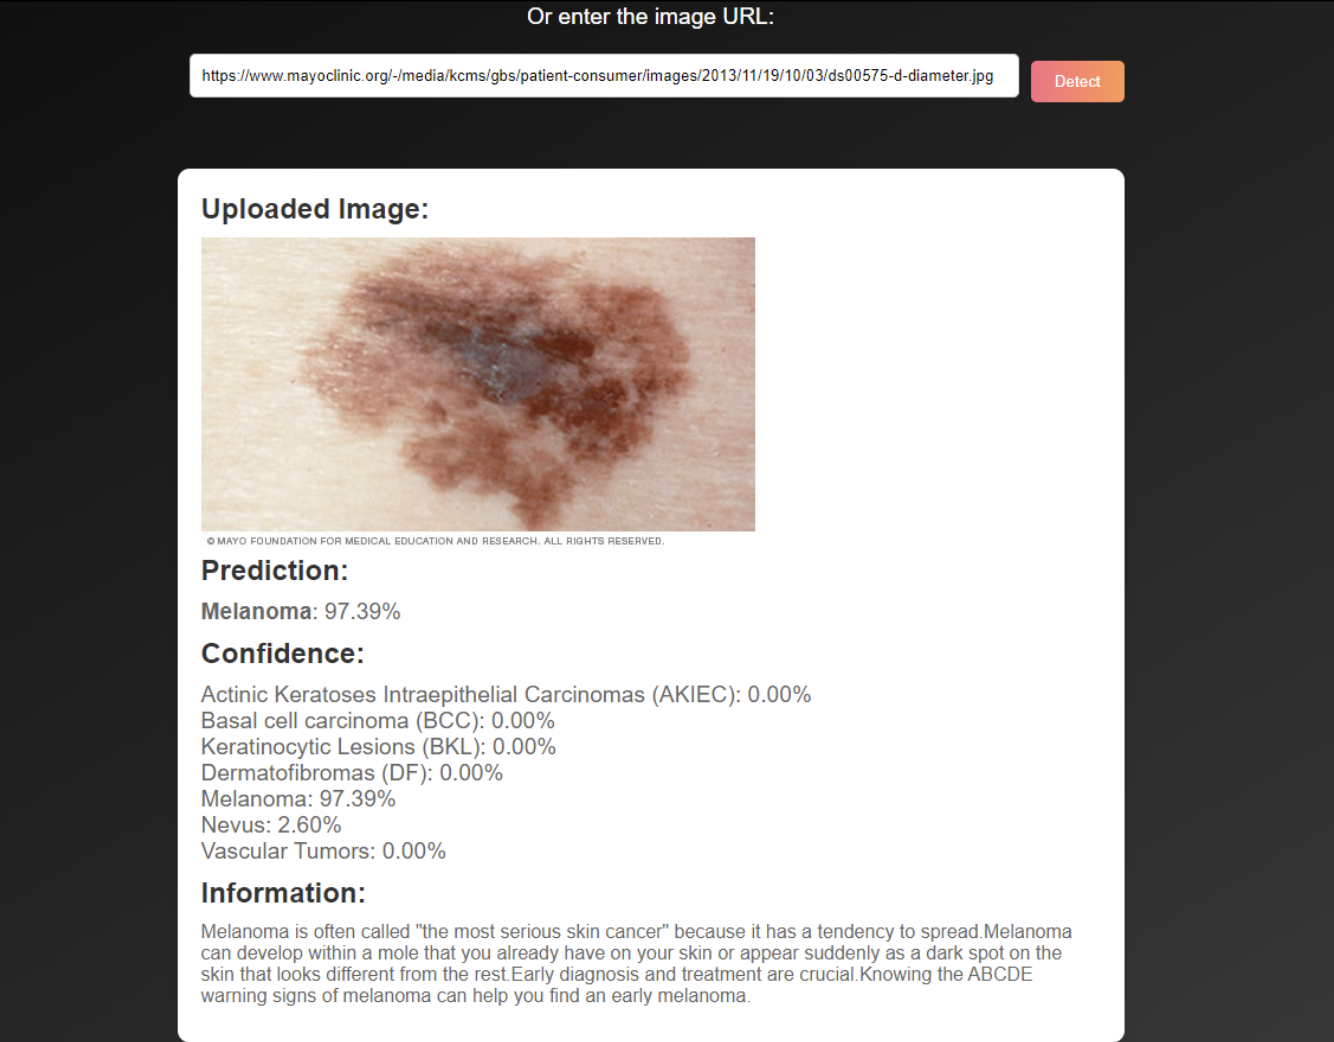 Or enter the image URL:
https://www.mayoclinic.org/-/media/kcms/gbs/patient-consumer/images/2013/11/19/10/03/ds00575-d-diameter.jpg
Detect
Uploaded Image:
© MAYO FOUNDATION FOR MEDICAL EDUCATION AND RESEARCH. ALL RIGHTS RESERVED.
Prediction:
Melanoma: 97.39%
Confidence:
Actinic Keratoses Intraepithelial Carcinomas (AKIEC): 0.00%
Basal cell carcinoma (BCC): 0.00%
Keratinocytic Lesions (BKL): 0.00%
Dermatofibromas (DF): 0.00%
Melanoma: 97.39%
Nevus: 2.60%
Vascular Tumors: 0.00%
Information:
Melanoma is often called "the most serious skin cancer" because it has a tendency to spread.Melanoma
can develop within a mole that you already have on your skin or appear suddenly as a dark spot on the
skin that looks different from the rest.Early diagnosis and treatment are crucial.Knowing the ABCDE
warning signs of melanoma can help you find an early melanoma.